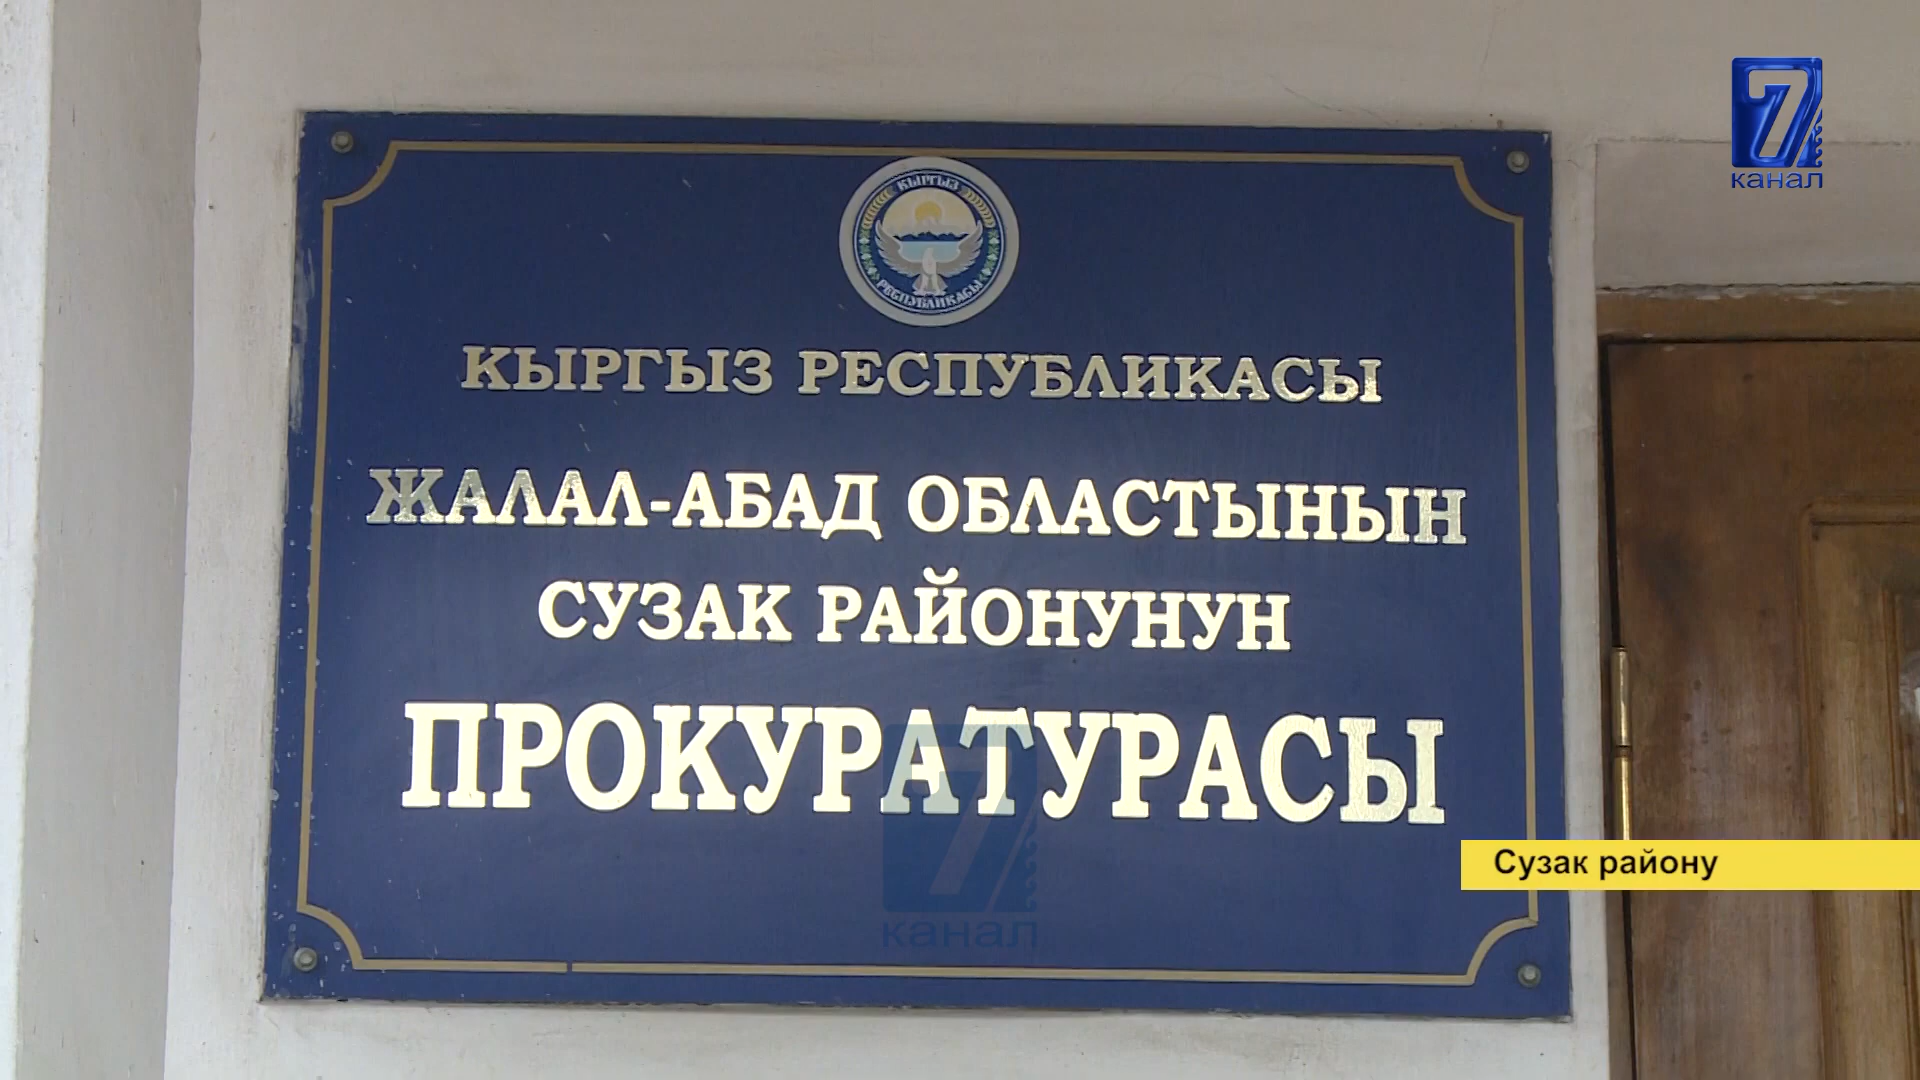 7
канал
КЫРГЫЗ
РЕСПУБЛИКАСЫ
КЫРГЫЗ РЕСПУБЛИКАСЫ
ЖАЛАЛ-АБАД ОБЛАСТЫНЫН
СУЗАК РАЙОНУНУН
ПРОКУРАТУРАСЫ
7
канал
Сузак району